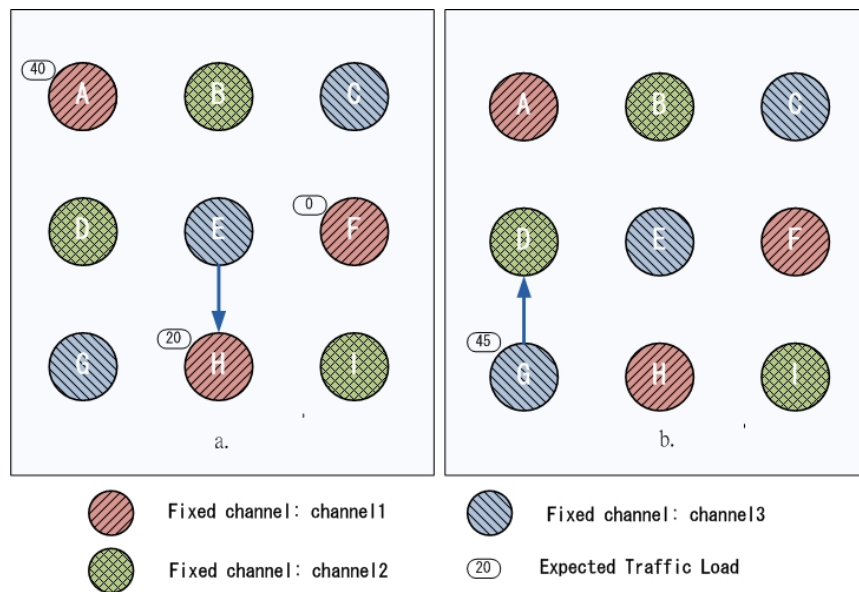 40
A B C
0
D E F
20
G H I
a.
A B C
D E F
45
G H I
b.
Fixed channel: channel1
Fixed channel: channel3
Fixed channel: channel2
20 Expected Traffic Load